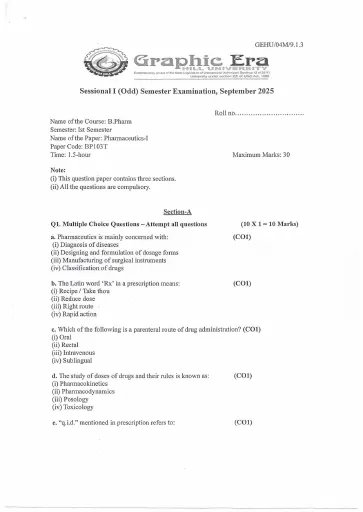 GEHU/04M/9.1.3
Graphic Era
HILL UNIVERSITY
Sessional I (Odd) Semester Examination, September 2025
Roll no.................................
Name of the Course: B.Pharm
Semester: Ist Semester
Name of the Paper: Pharmaceutics-I
Paper Code: BP103T
Time: 1.5-hour Maximum Marks: 30
Note:
(i) This question paper contains three sections.
(ii) All the questions are compulsory.
Section-A
Q1. Multiple Choice Questions – Attempt all questions (10 X 1 = 10 Marks)
a. Pharmaceutics is mainly concerned with: (CO1)
(i) Diagnosis of diseases
(ii) Designing and formulation of dosage forms
(iii) Manufacturing of surgical instruments
(iv) Classification of drugs
b. The Latin word ‘Rx’ in a prescription means: (CO1)
(i) Recipe / Take thou
(ii) Reduce dose
(iii) Right route
(iv) Rapid action
c. Which of the following is a parenteral route of drug administration? (CO1)
(i) Oral
(ii) Rectal
(iii) Intravenous
(iv) Sublingual
d. The study of doses of drugs and their rules is known as: (CO1)
(i) Pharmacokinetics
(ii) Pharmacodynamics
(iii) Posology
(iv) Toxicology
e. “q.i.d.” mentioned in prescription refers to: (CO1)